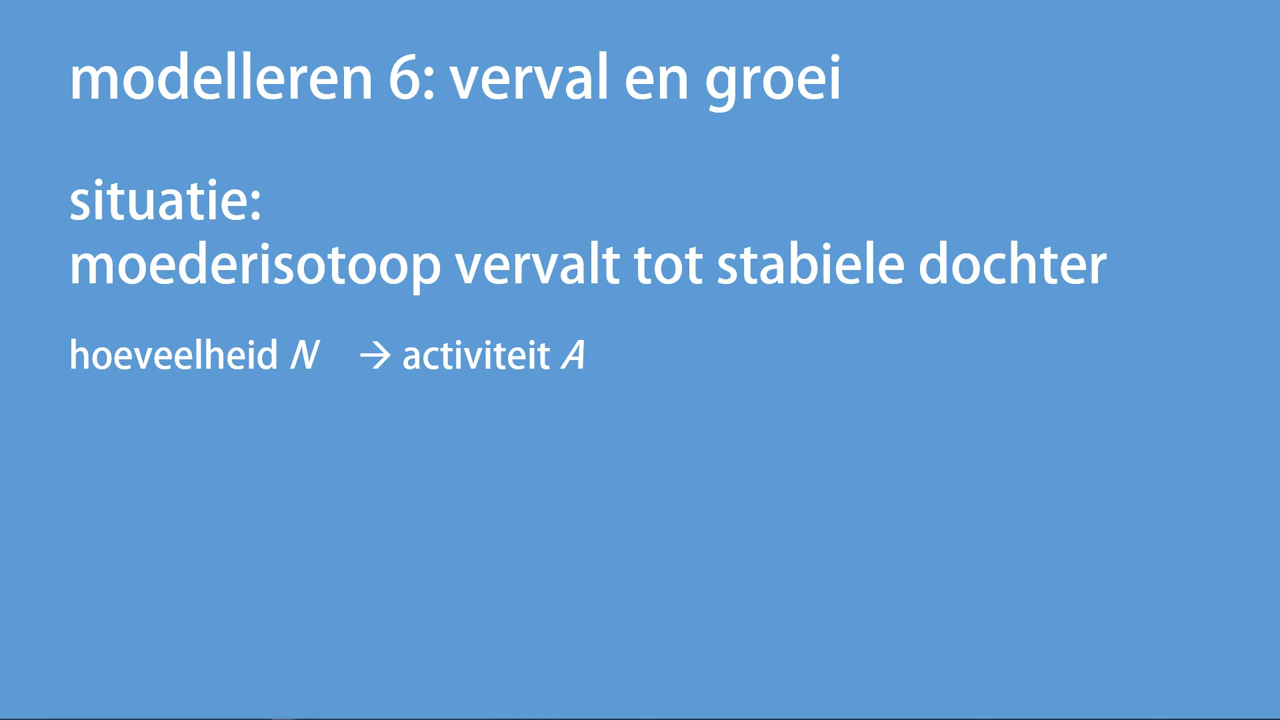 modelleren 6: verval en groei
situatie:
moederisotoop vervalt tot stabiele dochter
hoeveelheid N → activiteit A